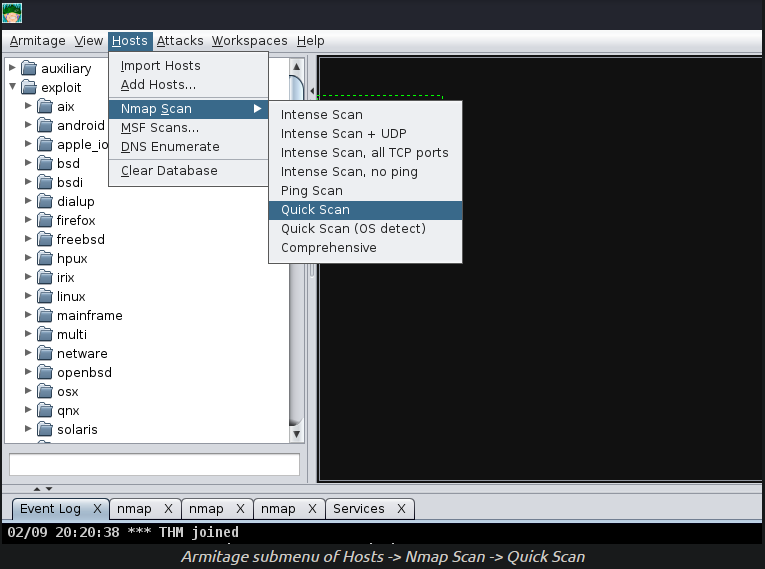 Armitage View Hosts Attacks Workspaces Help
Import Hosts
Add Hosts...
Nmap Scan
MSF Scans...
DNS Enumerate
Clear Database
Intense Scan
Intense Scan + UDP
Intense Scan, all TCP ports
Intense Scan, no ping
Ping Scan
Quick Scan
Quick Scan (OS detect)
Comprehensive
auxiliary
exploit
aix
android
apple_io
bsd
bsdi
dialup
firefox
freebsd
hpux
irix
linux
mainframe
multi
netware
openbsd
osx
qnx
solaris
Event Log X nmap X nmap X nmap X Services X
02/09 20:20:38 *** THM joined
Armitage submenu of Hosts -> Nmap Scan -> Quick Scan